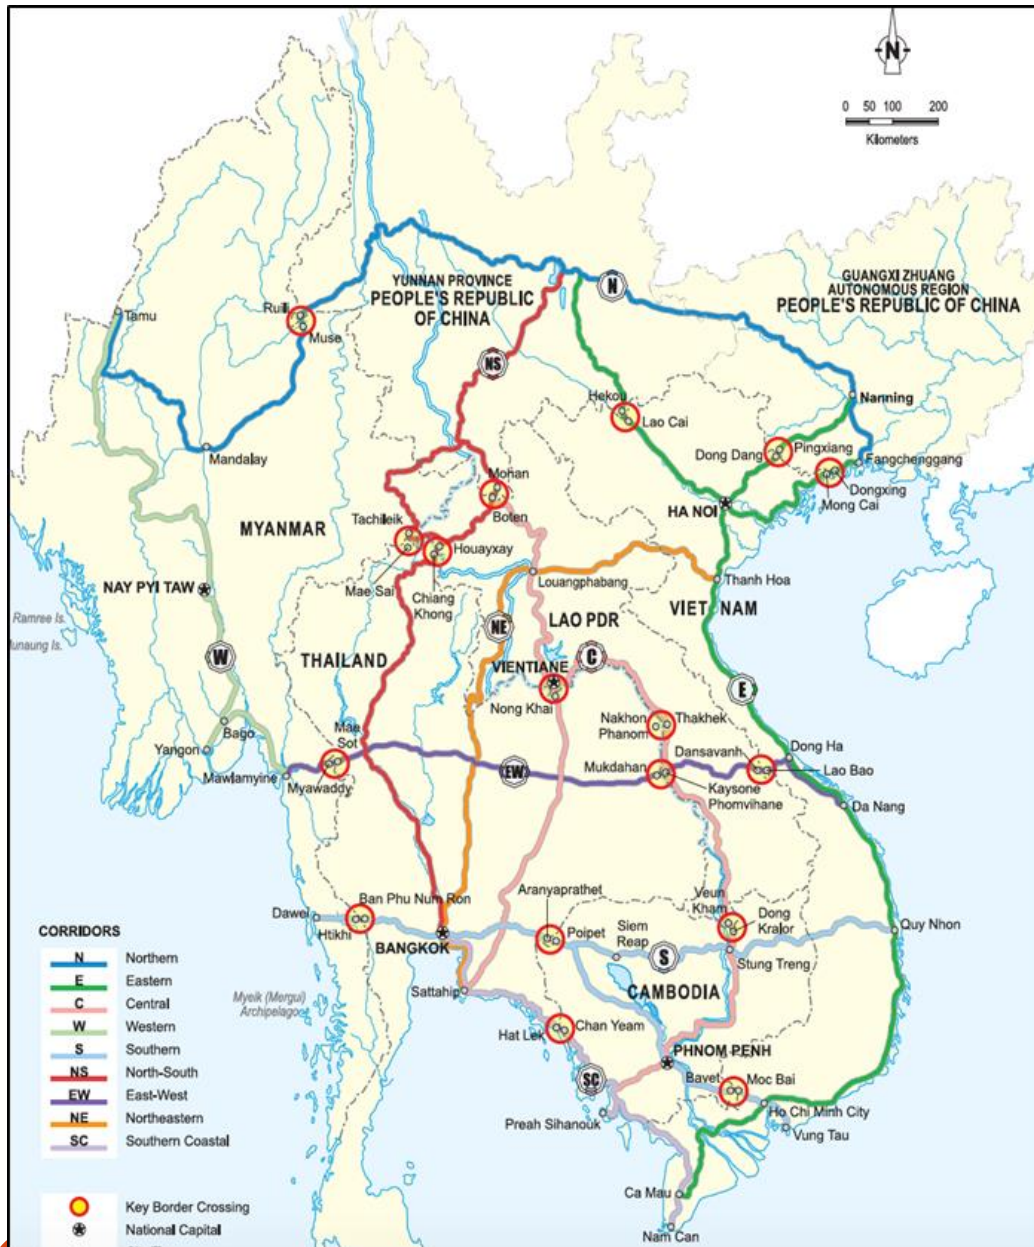 N
0 50 100 200
Kilometers
YUNNAN PROVINCE
PEOPLE'S REPUBLIC
OF CHINA
N
GUANGXI ZHUANG
AUTONOMOUS REGION
PEOPLE'S REPUBLIC OF CHINA
Tamu
Ruili
Muse
NS
Hekou
Lao Cai
Nanning
Mandalay
Dong Dang
Pingxiang
Fangchenggang
Mohan
Dongxing
Mong Cai
HA NOI
Boten
MYANMAR
Tachileik
Houayxay
Mae Sai
Chiang
Khong
Louangphabang
Thanh Hoa
NAY PYI TAW
Ramree Is.
NE
LAO PDR
VIET NAM
W
THAILAND
VIENTIANE
C
Nong Khai
E
Bago
Yangon
Mae
Sot
Nakhon
Phanom
Thakhek
Dansavanh
Dong Ha
Mawlamyine
Myawaddy
EW
Mukdahan
Kaysone
Phomvihane
Lao Bao
Da Nang
Ban Phu Num Ron
Aranyaprathet
Veun
Kham
Dawei
Htikhi
BANGKOK
Poipet
Siem
Reap
Dong
Kralor
Quy Nhon
S
Stung Treng
CAMBODIA
Sattahip
Myeik (Mergui)
Archipelago
Hat Lek
Chan Yeam
PHNOM PENH
SC
Bavet
Moc Bai
Preah Sihanouk
Ho Chi Minh City
Vung Tau
Ca Mau
Nam Can
CORRIDORS
N Northern
E Eastern
C Central
W Western
S Southern
NS North-South
EW East-West
NE Northeastern
SC Southern Coastal
Key Border Crossing
National Capital